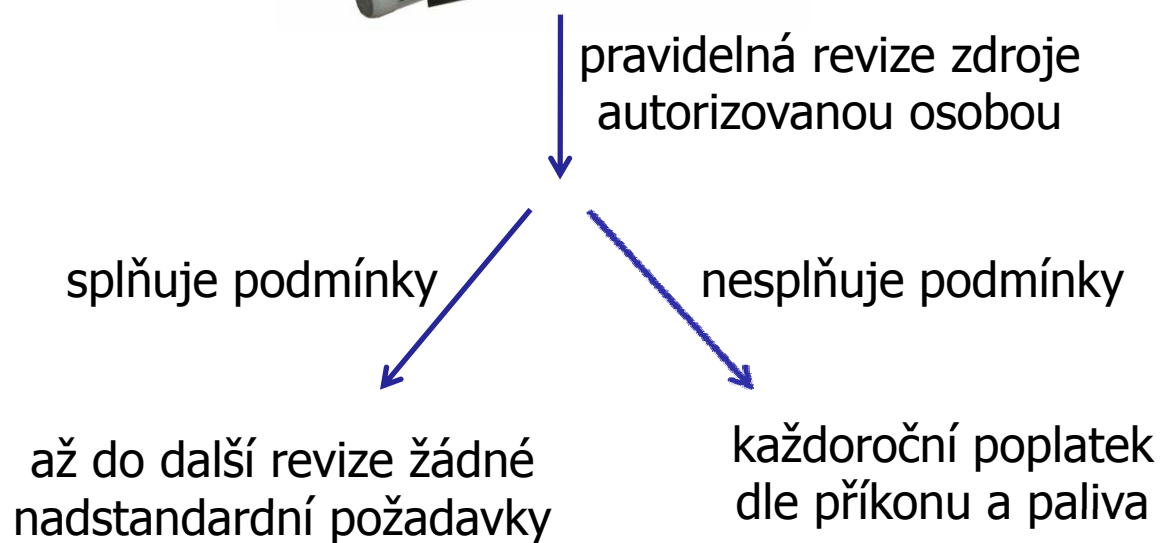 pravidelná revize zdroje
autorizovanou osobou
splňuje podmínky
nesplňuje podmínky
až do další revize žádné
nadstandardní požadavky
každoroční poplatek
dle příkonu a paliva